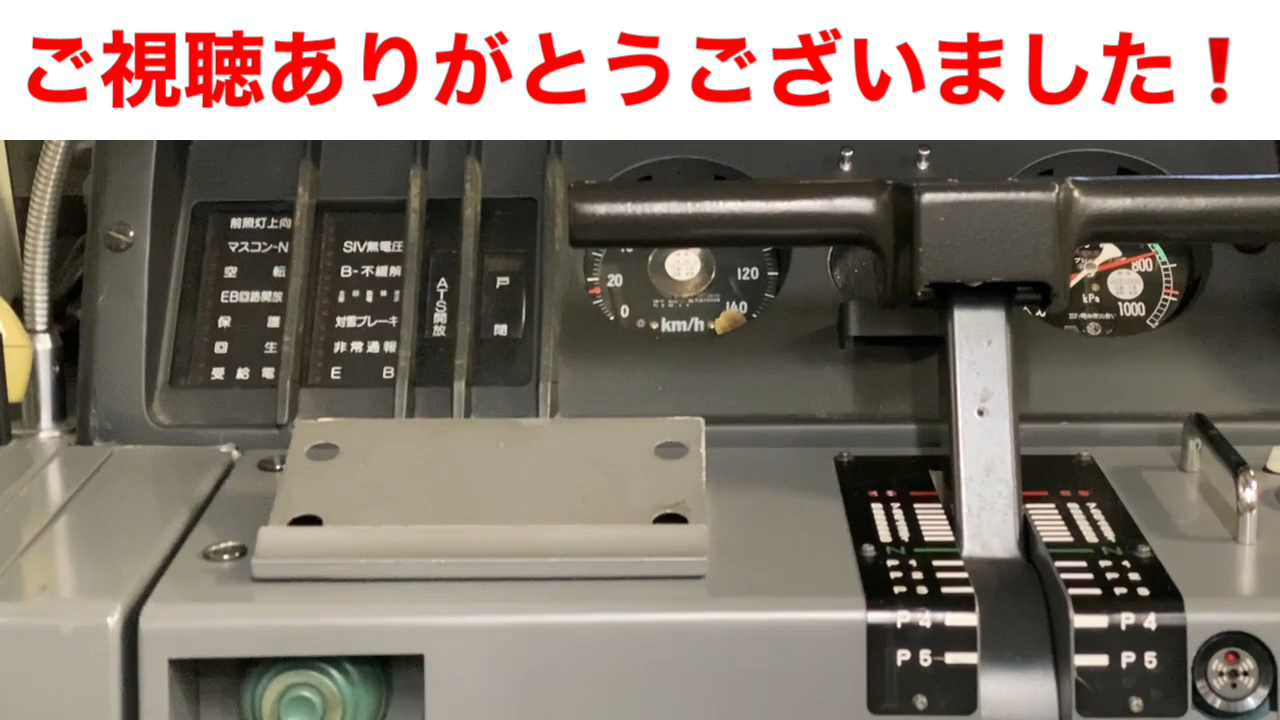 ご視聴ありがとうございました！
前照灯上向
マスコン-N
空転
EB回路開放
保護
回生
受給電
SIV無電圧
B-不緩解
耐雪ブレーキ
非常通報
EB
ATS開放
戸閉
20
0
km/h
120
140
kPa
800
1000
N
N
P4
P5
P4
P5